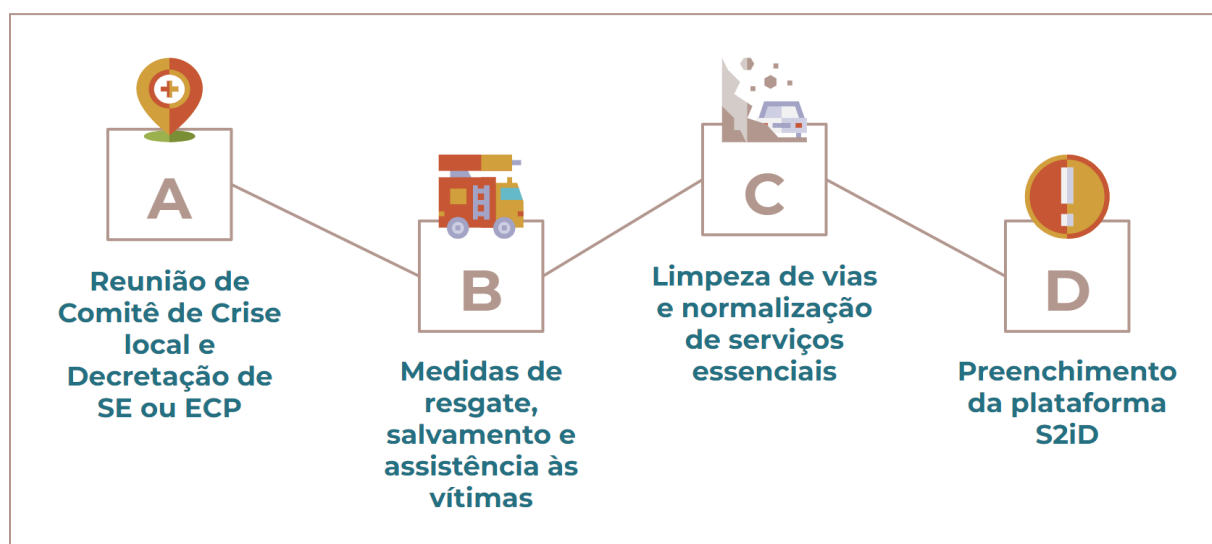 A
Reunião de
Comitê de Crise
local e
Decretação de
SE ou ECP
B
Medidas de
resgate,
salvamento e
assistência às
vítimas
C
Limpeza de vias
e normalização
de serviços
essenciais
D
Preenchimento
da plataforma
S2iD